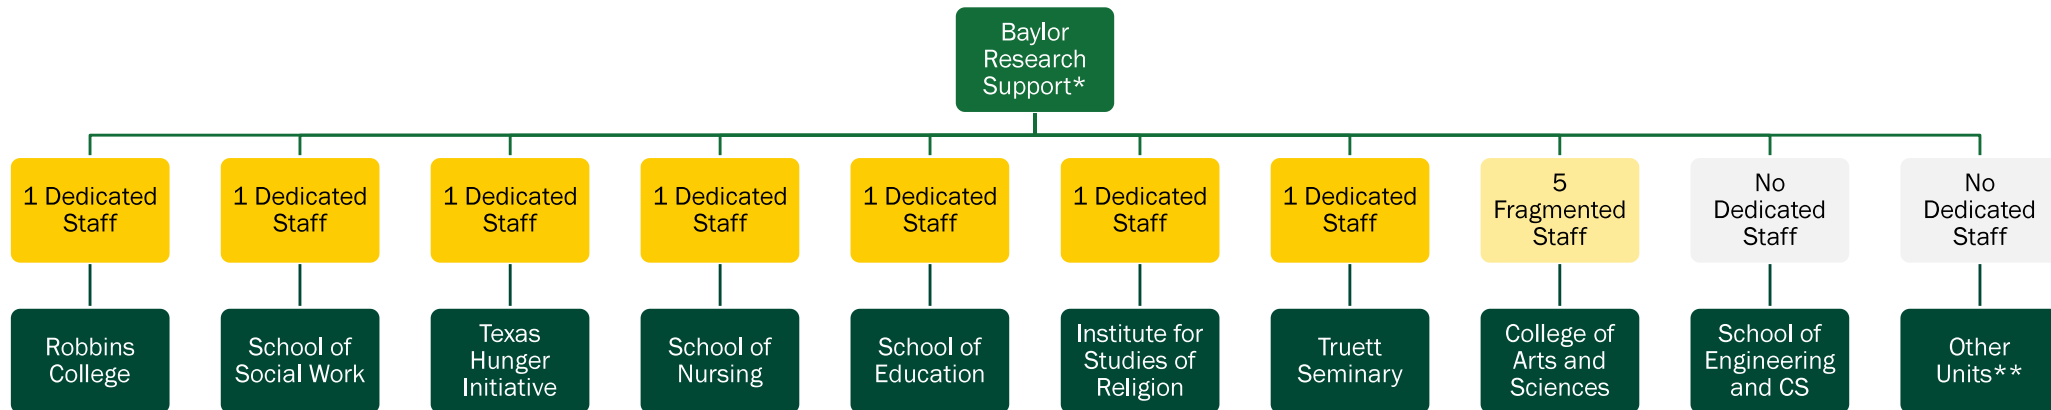 Baylor
Research
Support*
1 Dedicated
Staff
1 Dedicated
Staff
1 Dedicated
Staff
1 Dedicated
Staff
1 Dedicated
Staff
1 Dedicated
Staff
1 Dedicated
Staff
5
Fragmented
Staff
No
Dedicated
Staff
No
Dedicated
Staff
Robbins
College
School of
Social Work
Texas
Hunger
Initiative
School of
Nursing
School of
Education
Institute for
Studies of
Religion
Truett
Seminary
College of
Arts and
Sciences
School of
Engineering
and CS
Other
Units**